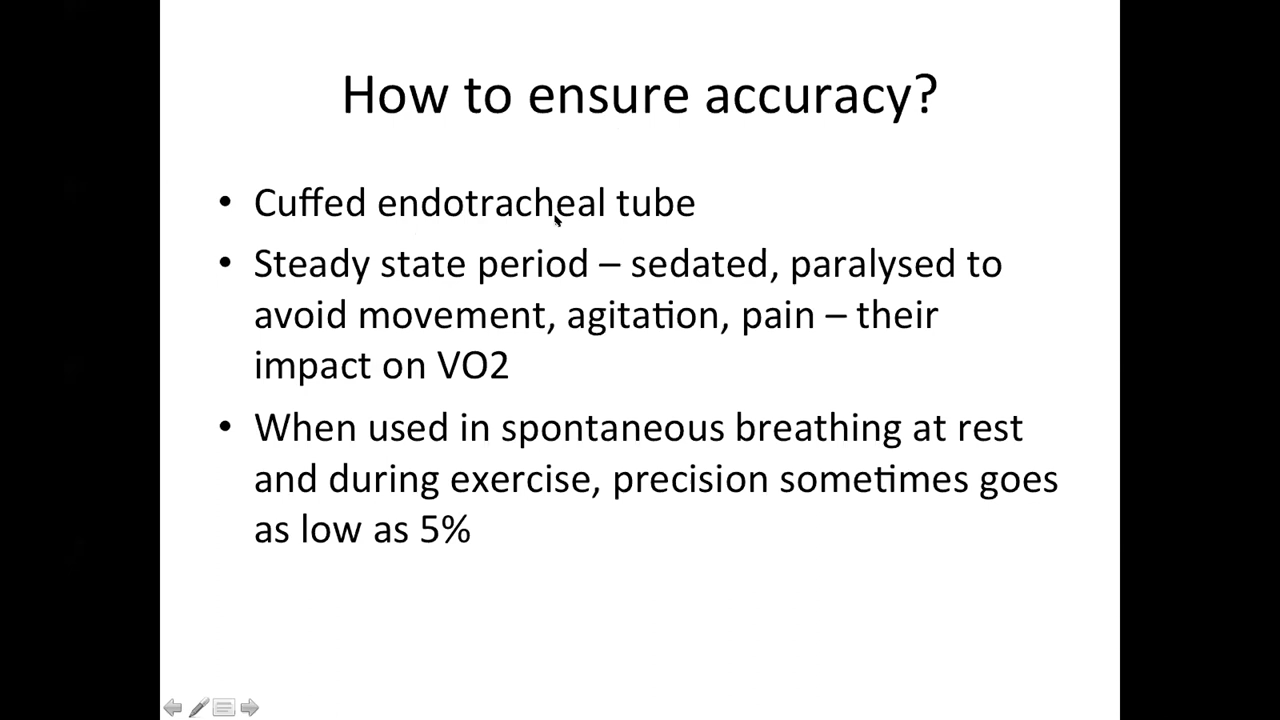 How to ensure accuracy?
• Cuffed endotracheal tube
• Steady state period – sedated, paralysed to
avoid movement, agitation, pain – their
impact on VO2
• When used in spontaneous breathing at rest
and during exercise, precision sometimes goes
as low as 5%